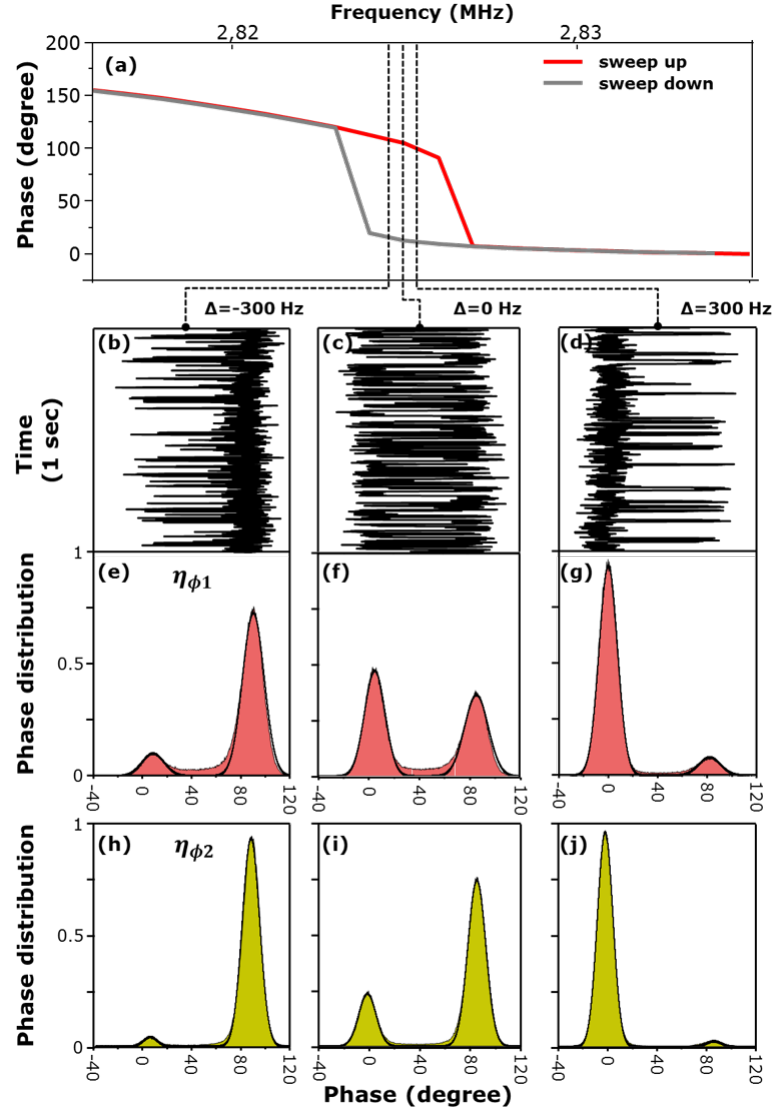 Frequency (MHz)
2,82 2,83
200
150
100
50
0
Phase (degree)
(a)
sweep up
sweep down
Δ=-300 Hz Δ=0 Hz Δ=300 Hz
(b) (c) (d)
Time
(1 sec)
1
0.5
0
Phase distribution
(e) ηϕ1 (f) (g)
-40 0 40 80 120 -40 0 40 80 120 -40 0 40 80 120
1
0.5
0
Phase distribution
(h) ηϕ2 (i) (j)
-40 0 40 80 120 -40 0 40 80 120 -40 0 40 80 120
Phase (degree)